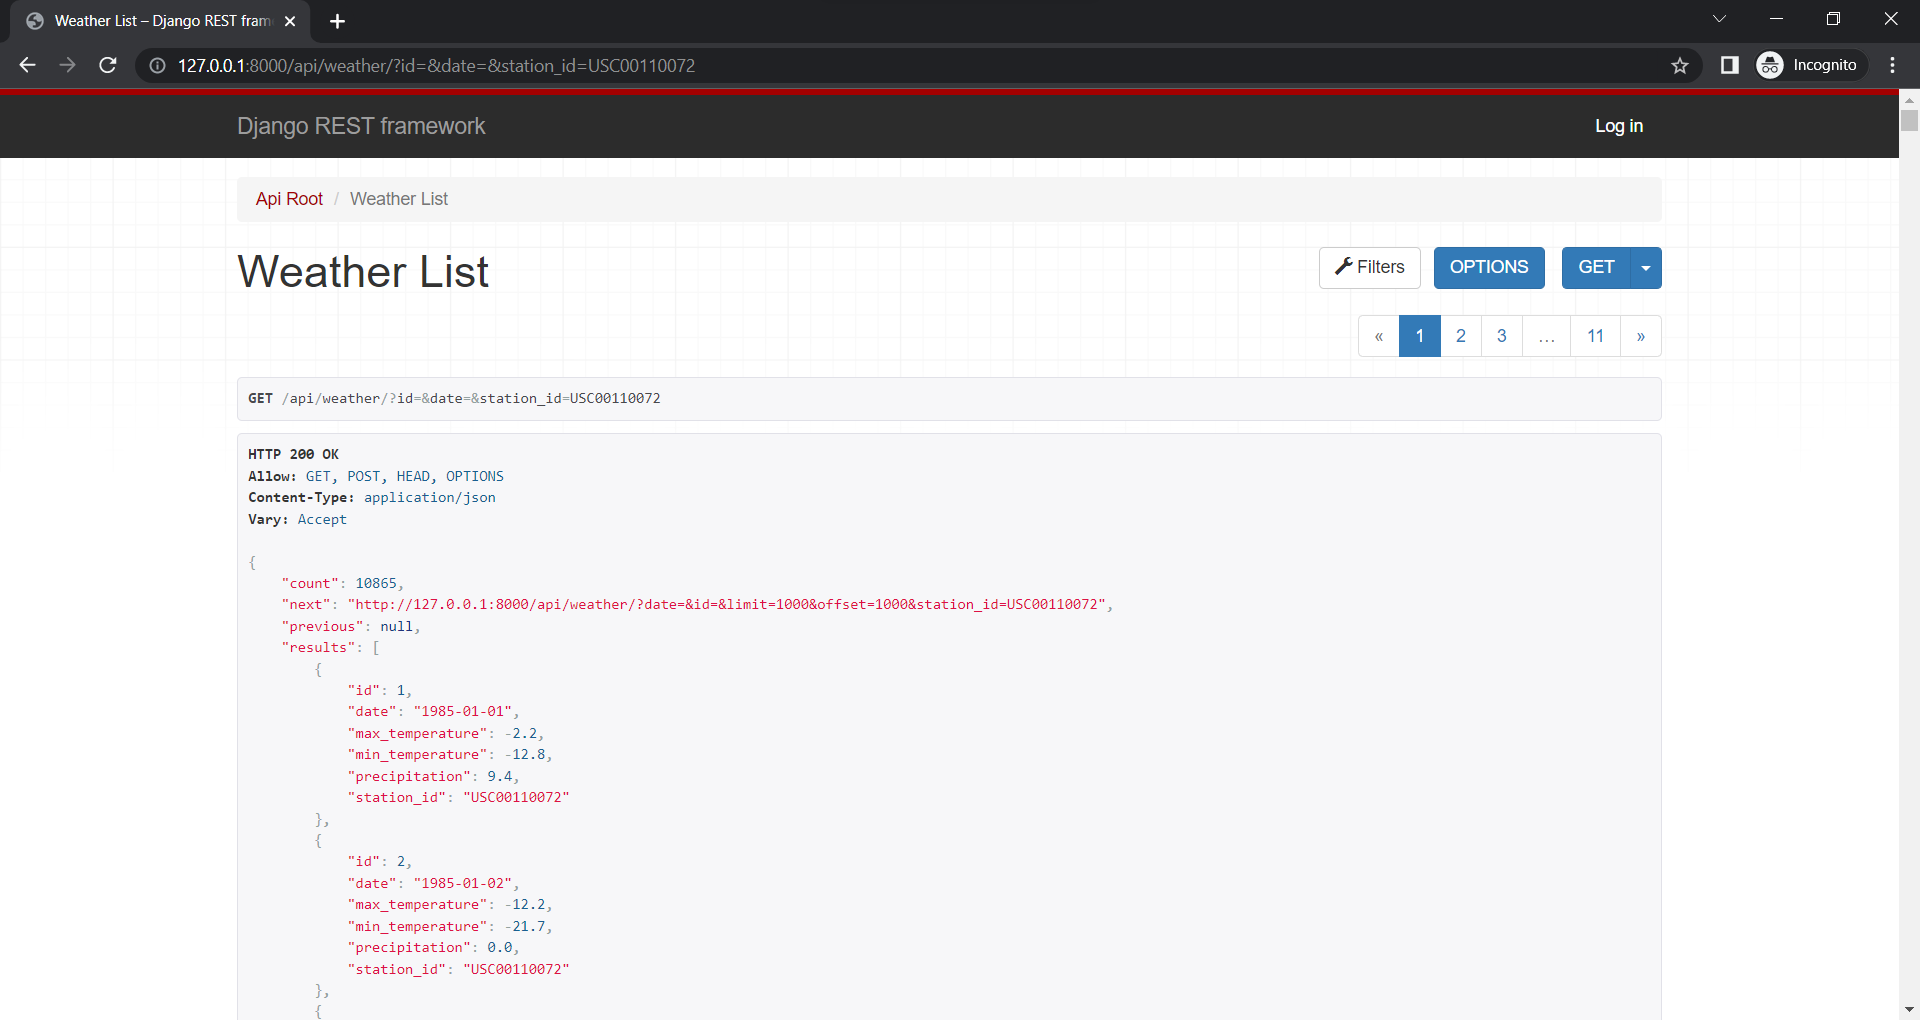 Weather List – Django REST fram
127.0.0.1:8000/api/weather/?id=&date=&station_id=USC00110072
Incognito
Django REST framework
Log in
Api Root / Weather List
Weather List
Filters
OPTIONS
GET
« 1 2 3 … 11 »
GET /api/weather/?id=&date=&station_id=USC00110072
HTTP 200 OK
Allow: GET, POST, HEAD, OPTIONS
Content-Type: application/json
Vary: Accept
{
"count": 10865,
"next": "http://127.0.0.1:8000/api/weather/?date=&id=&limit=1000&offset=1000&station_id=USC00110072",
"previous": null,
"results": [
{
"id": 1,
"date": "1985-01-01",
"max_temperature": -2.2,
"min_temperature": -12.8,
"precipitation": 9.4,
"station_id": "USC00110072"
},
{
"id": 2,
"date": "1985-01-02",
"max_temperature": -12.2,
"min_temperature": -21.7,
"precipitation": 0.0,
"station_id": "USC00110072"
},
{